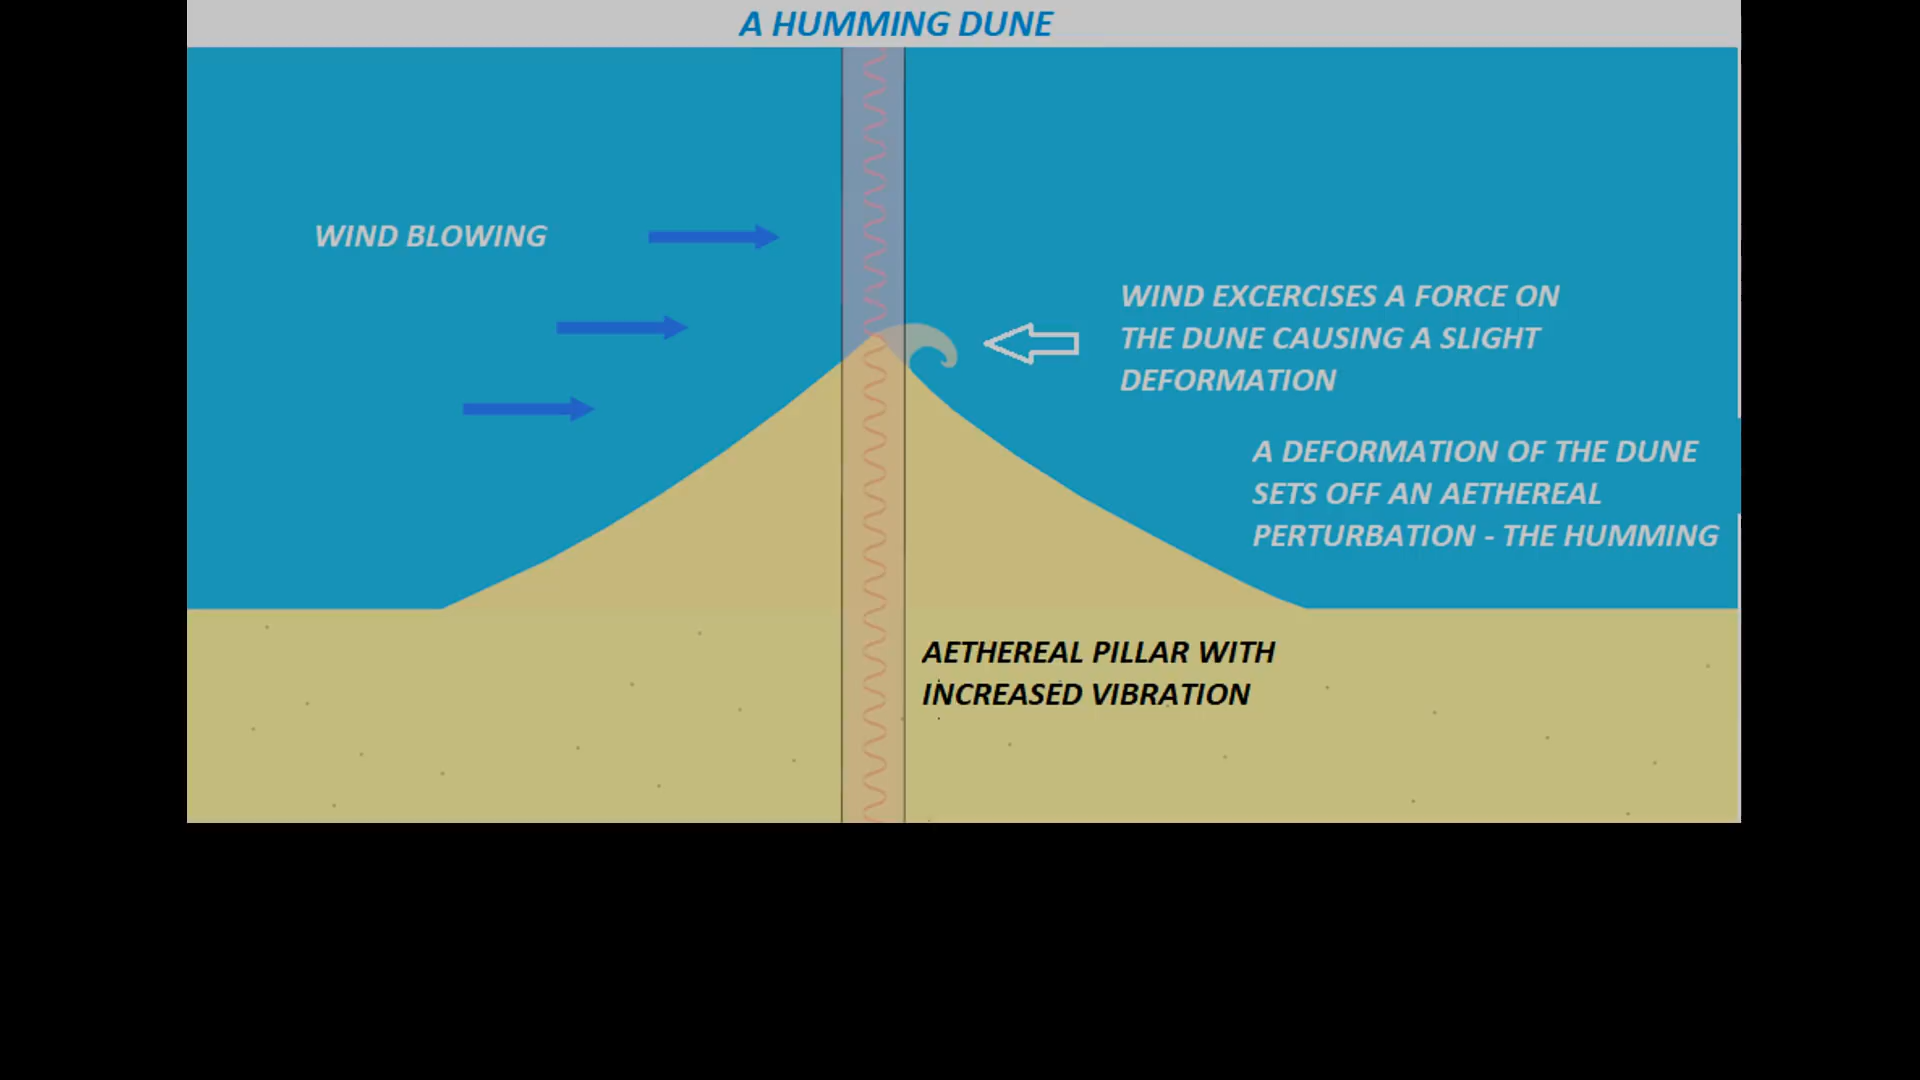 A HUMMING DUNE
WIND BLOWING
WIND EXCERCISES A FORCE ON
THE DUNE CAUSING A SLIGHT
DEFORMATION
A DEFORMATION OF THE DUNE
SETS OFF AN AETHEREAL
PERTURBATION - THE HUMMING
AETHEREAL PILLAR WITH
INCREASED VIBRATION